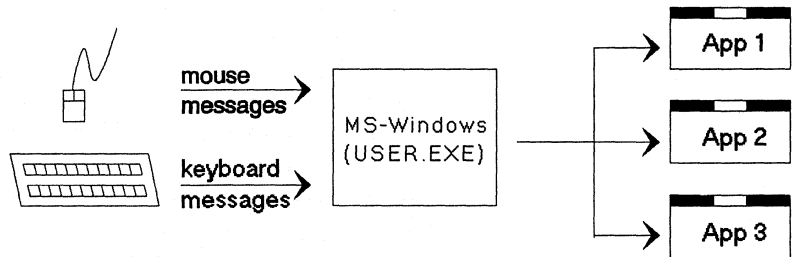 mouse
messages
keyboard
messages
MS-Windows
(USER.EXE)
App 1
App 2
App 3